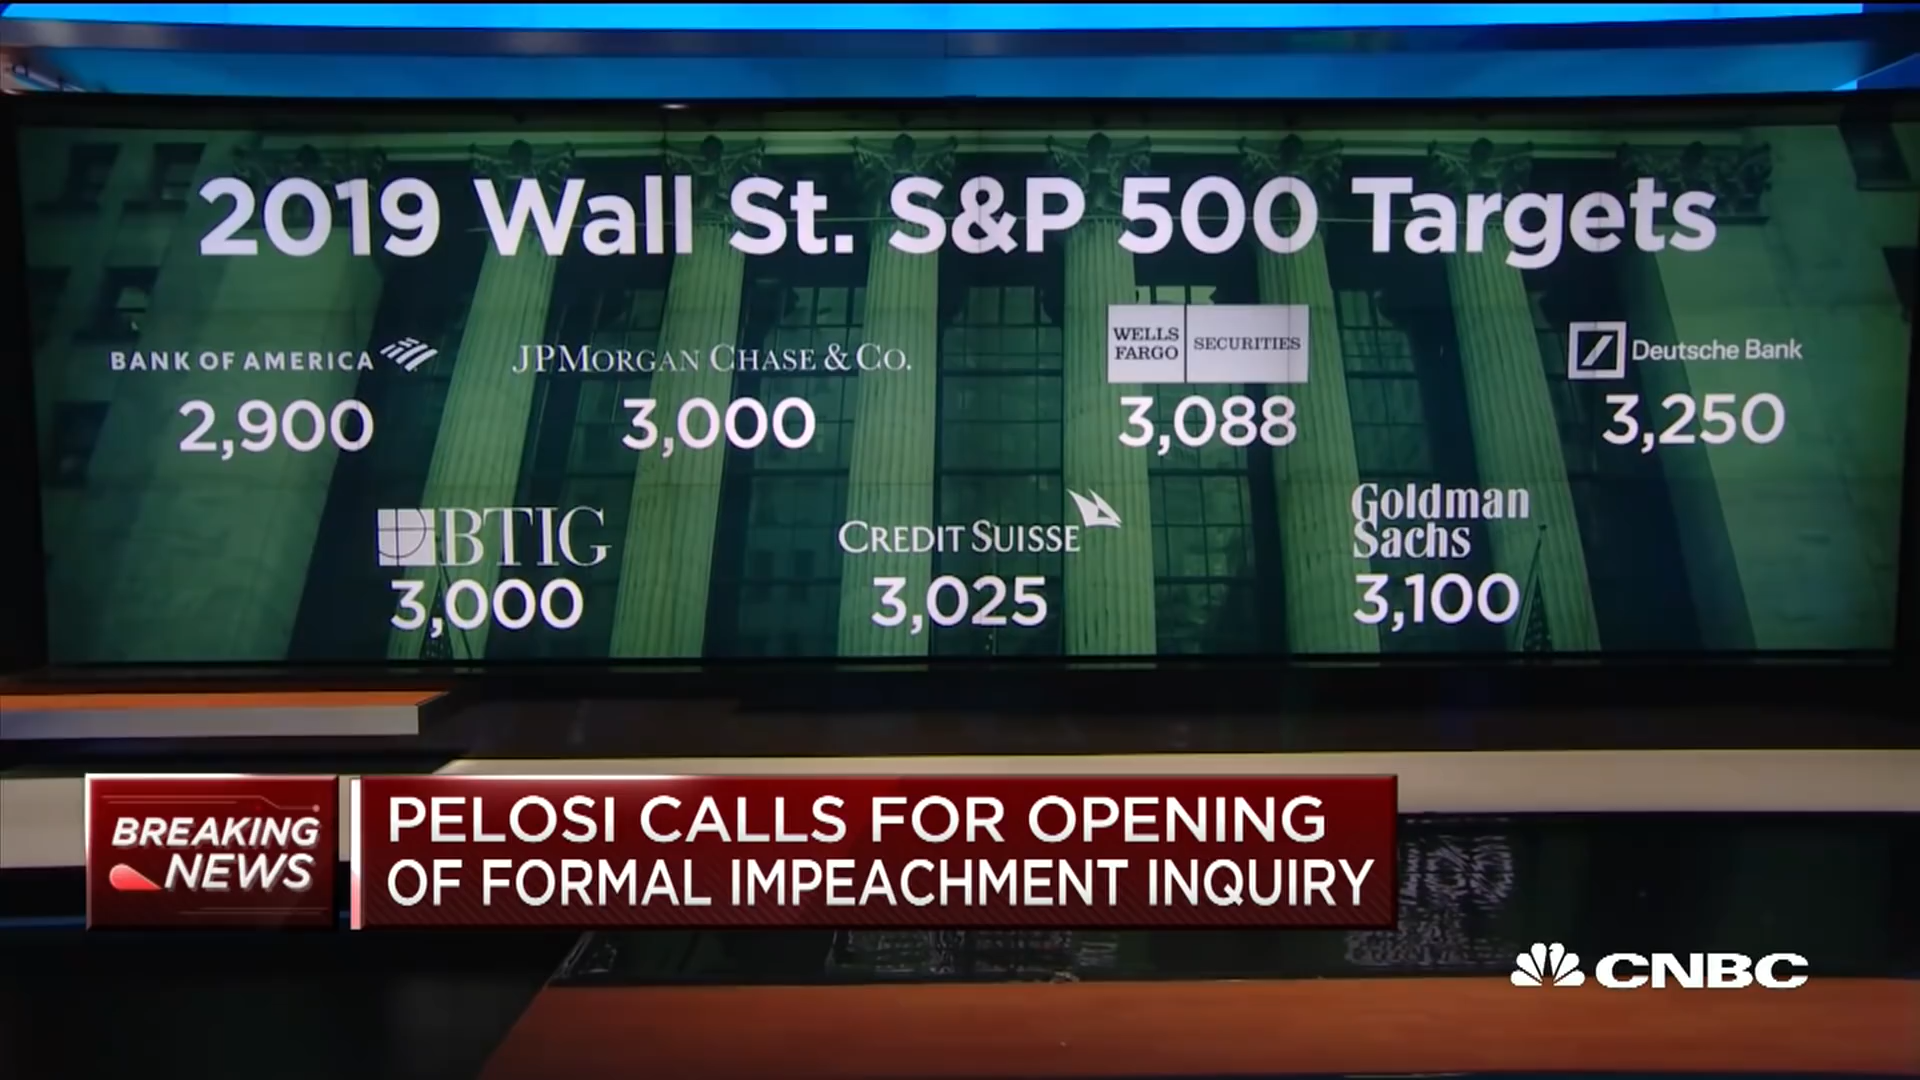 2019 Wall St. S&P 500 Targets
BANK OF AMERICA
2,900
JPMORGAN CHASE & CO.
3,000
WELLS
FARGO
SECURITIES
3,088
Deutsche Bank
3,250
BTIG
3,000
CREDIT SUISSE
3,025
Goldman
Sachs
3,100
BREAKING
NEWS
PELOSI CALLS FOR OPENING
OF FORMAL IMPEACHMENT INQUIRY
CNBC